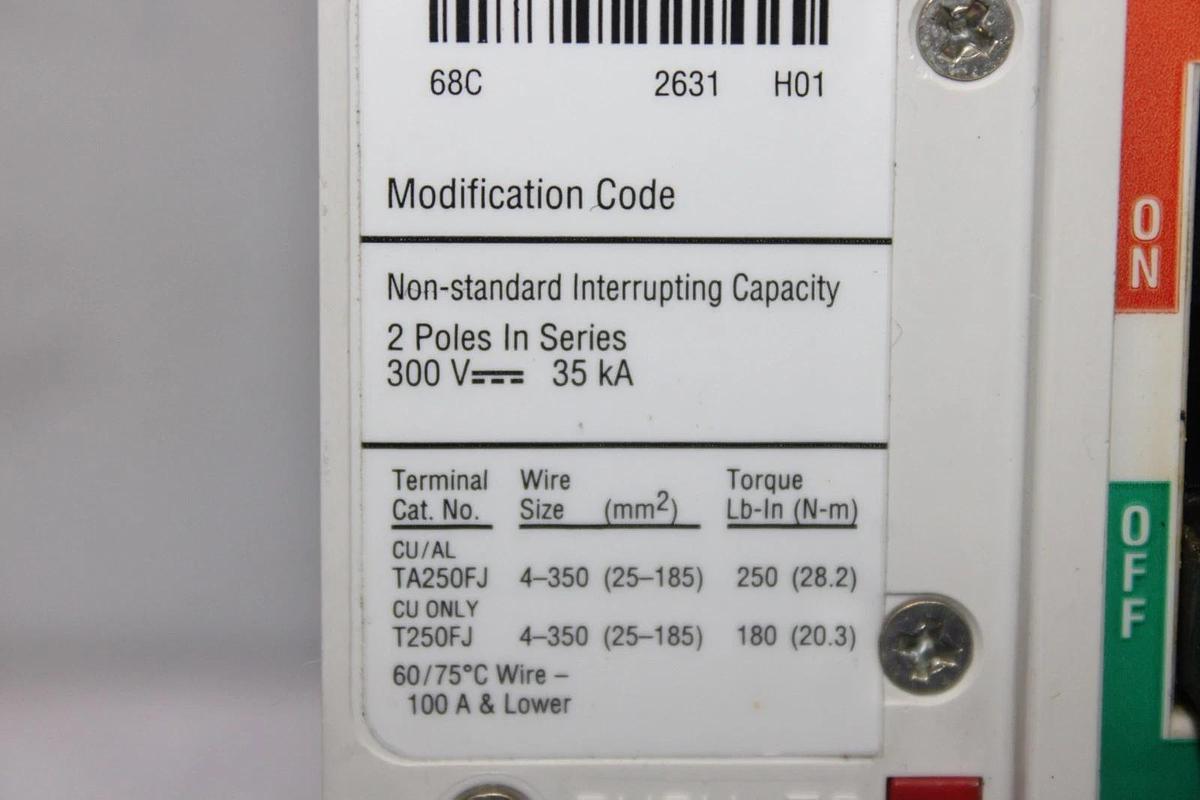 68C 2631 H01
Modification Code
Non-standard Interrupting Capacity
2 Poles In Series
300 V⎓ 35 kA
Terminal Wire Torque
Cat. No. Size (mm²) Lb-In (N-m)
CU/AL
TA250FJ 4–350 (25–185) 250 (28.2)
CU ONLY
T250FJ 4–350 (25–185) 180 (20.3)
60/75°C Wire –
100 A & Lower
ON
OFF